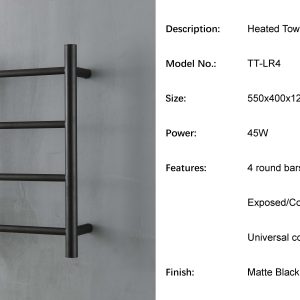 Description: Heated Tow
Model No.: TT-LR4
Size: 550x400x12
Power: 45W
Features: 4 round bars
Exposed/Co
Universal co
Finish: Matte Black